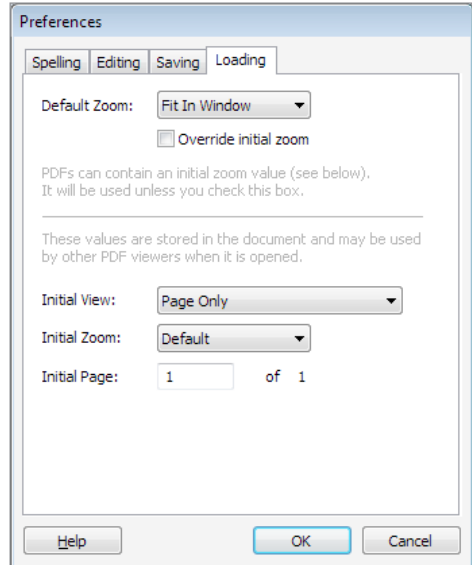 Preferences
Spelling Editing Saving Loading
Default Zoom: Fit In Window
Override initial zoom
PDFs can contain an initial zoom value (see below).
It will be used unless you check this box.
These values are stored in the document and may be used
by other PDF viewers when it is opened.
Initial View: Page Only
Initial Zoom: Default
Initial Page: 1 of 1
Help OK Cancel